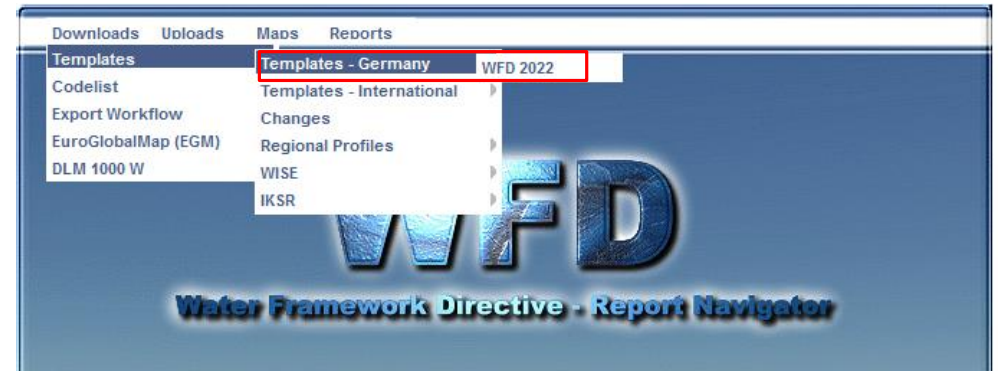 Downloads Uploads Maps Reports
Templates
Codelist
Export Workflow
EuroGlobalMap (EGM)
DLM 1000 W
Templates - Germany
Templates - International
Changes
Regional Profiles
WISE
IKSR
WFD 2022
WFD
Water Framework Directive - Report Navigator